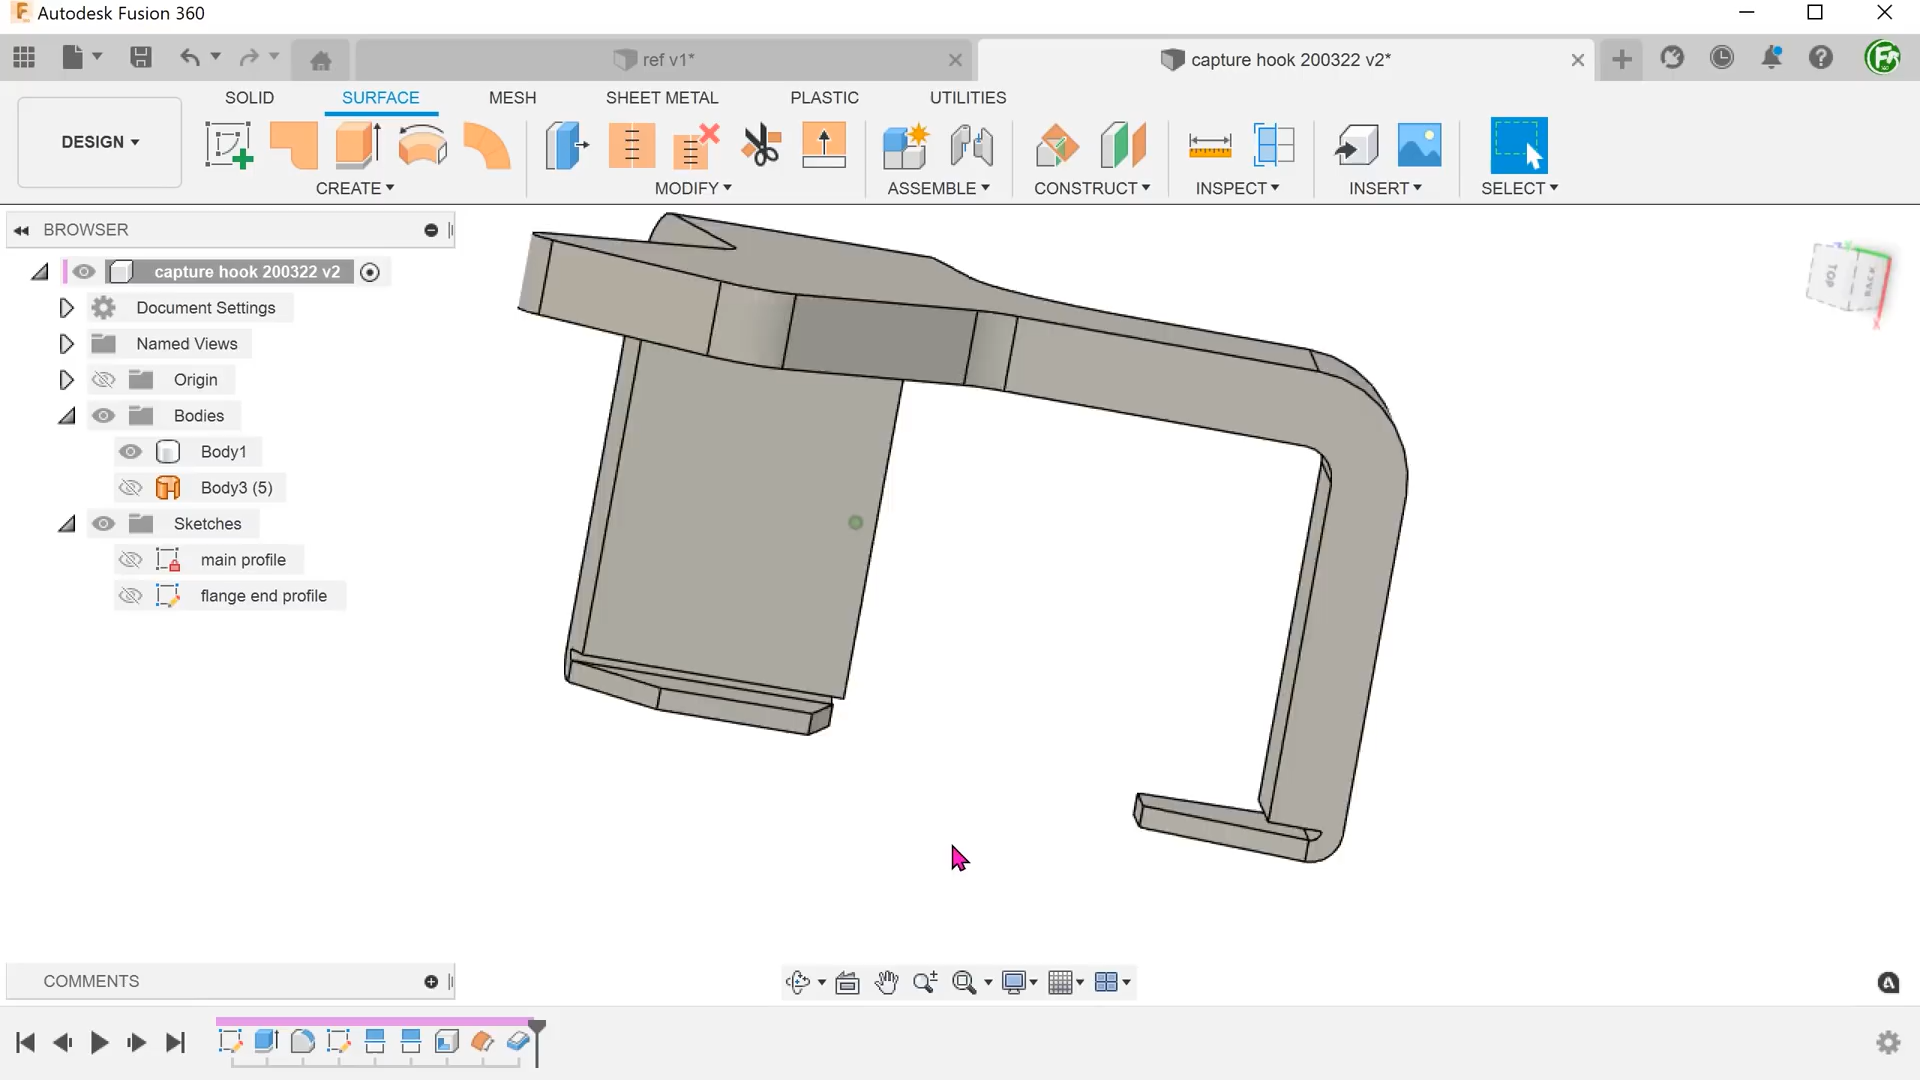 Autodesk Fusion 360
ref v1*
capture hook 200322 v2*
SOLID
SURFACE
MESH
SHEET METAL
PLASTIC
UTILITIES
DESIGN
CREATE
MODIFY
ASSEMBLE
CONSTRUCT
INSPECT
INSERT
SELECT
BROWSER
capture hook 200322 v2
Document Settings
Named Views
Origin
Bodies
Body1
Body3 (5)
Sketches
main profile
flange end profile
TOP
BACK
X
COMMENTS